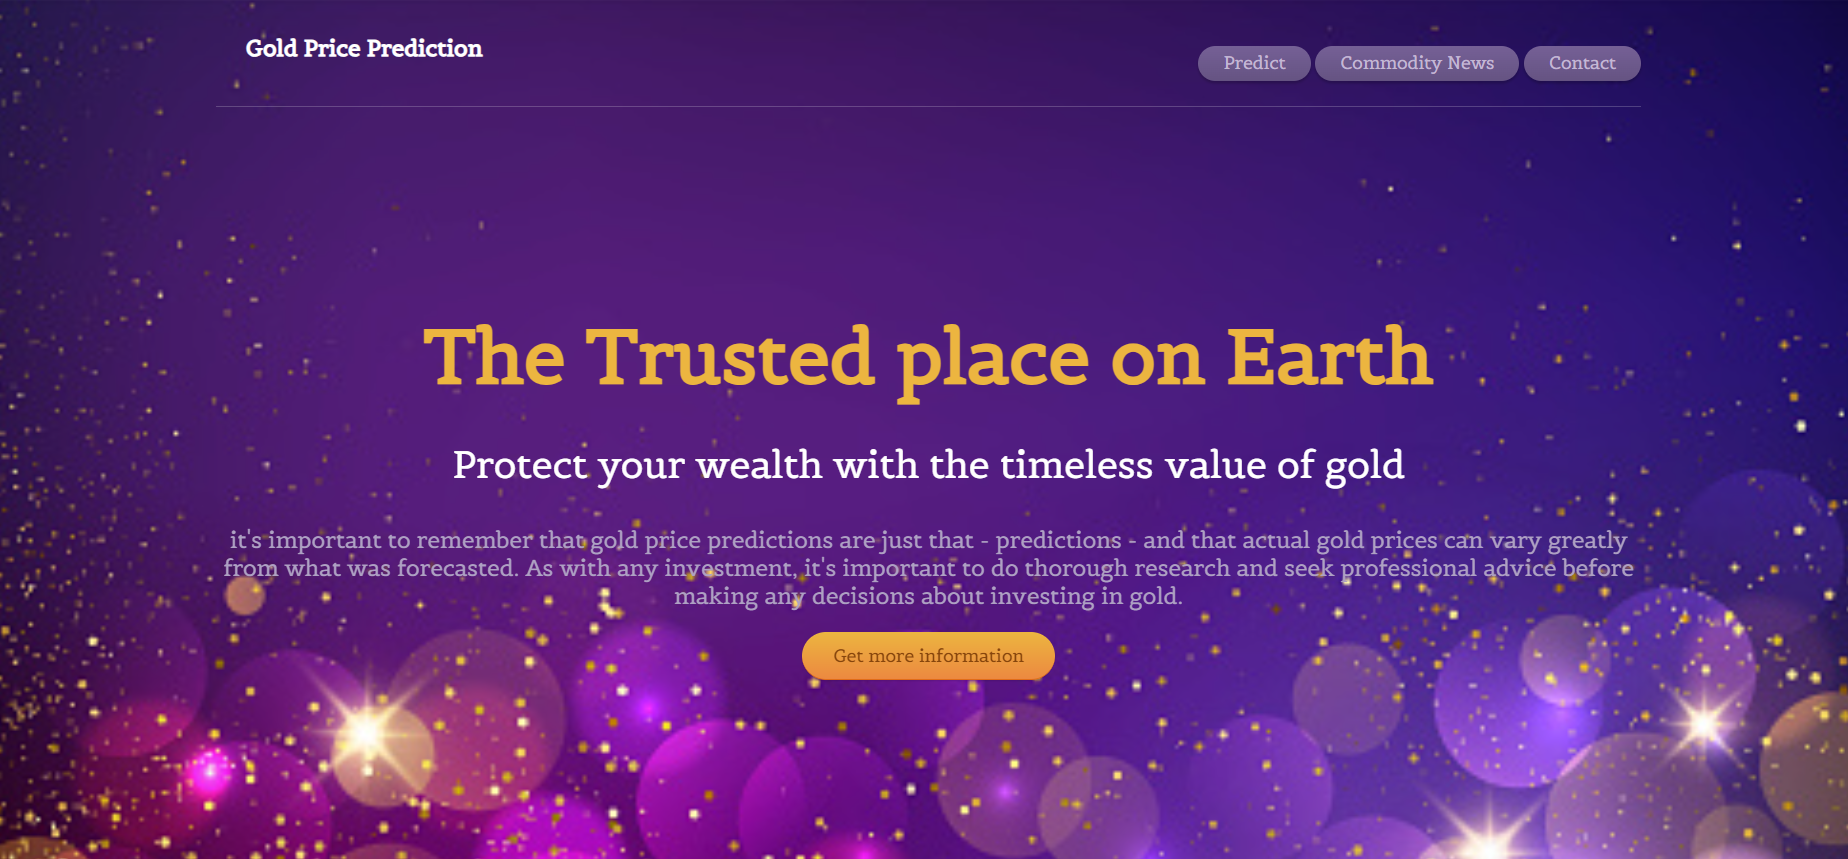 Gold Price Prediction
Predict
Commodity News
Contact
The Trusted place on Earth
Protect your wealth with the timeless value of gold
it's important to remember that gold price predictions are just that - predictions - and that actual gold prices can vary greatly
from what was forecasted. As with any investment, it's important to do thorough research and seek professional advice before
making any decisions about investing in gold.
Get more information